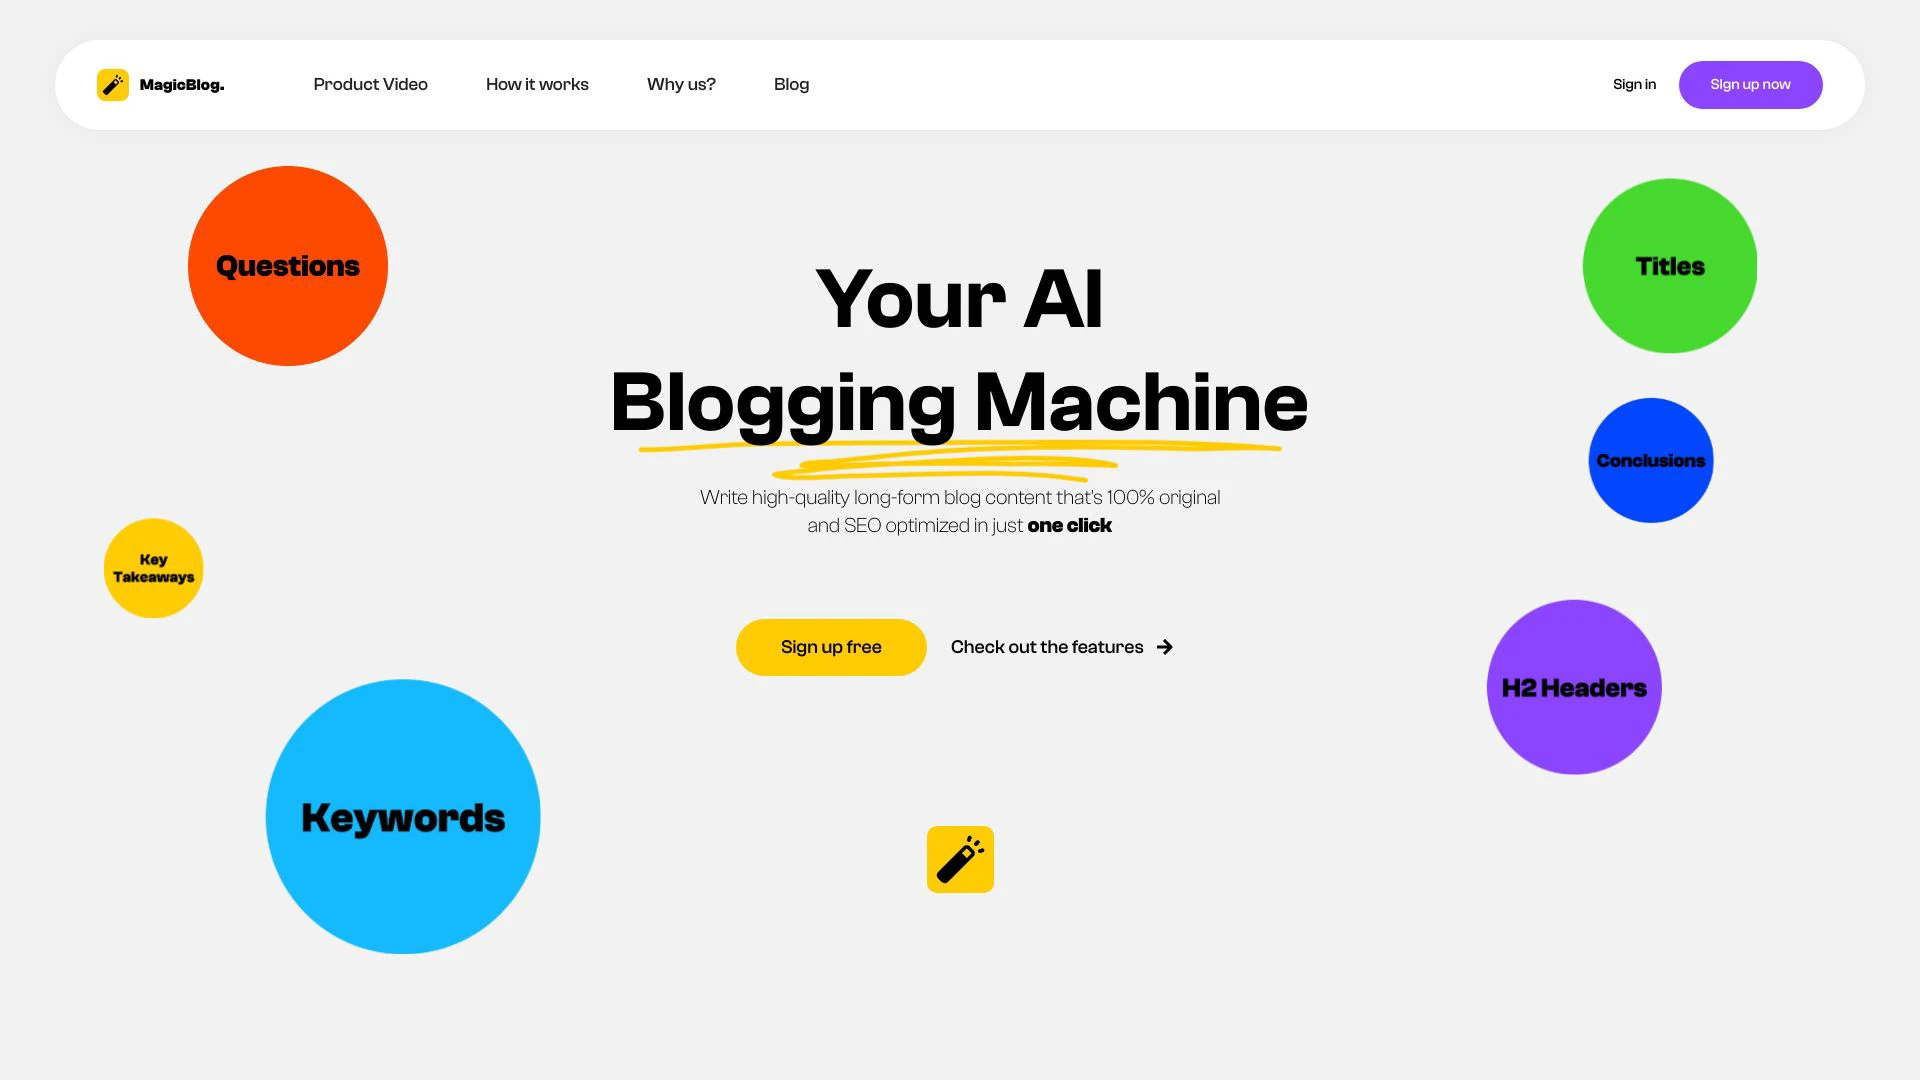 MagicBlog.
Product Video
How it works
Why us?
Blog
Sign in
SIgn up now
Questions
Titles
Your AI
Blogging Machine
Conclusions
Write high-quality long-form blog content that's 100% original
and SEO optimized in just one click
Key
Takeaways
Sign up free
Check out the features
H2 Headers
Keywords